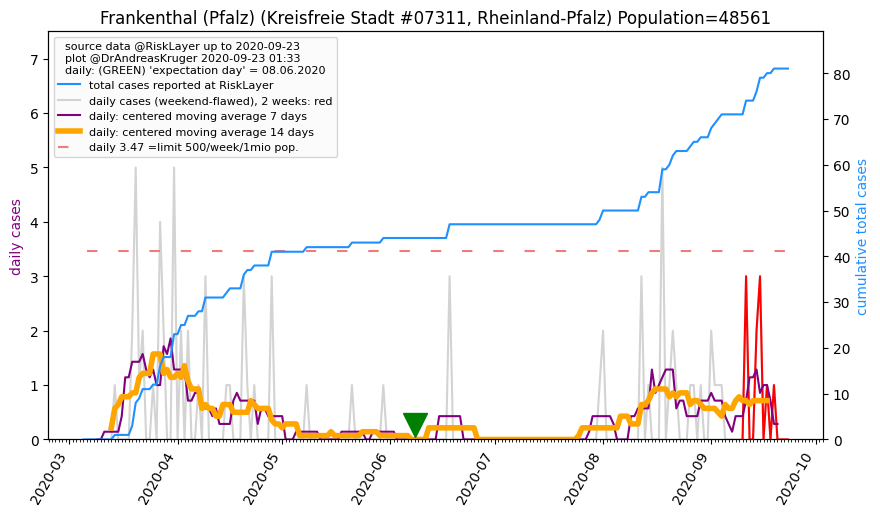 Frankenthal (Pfalz) (Kreisfreie Stadt #07311, Rheinland-Pfalz) Population=48561
source data @RiskLayer up to 2020-09-23
plot @DrAndreasKruger 2020-09-23 01:33
daily: (GREEN) 'expectation day' = 08.06.2020
total cases reported at RiskLayer
daily cases (weekend-flawed), 2 weeks: red
daily: centered moving average 7 days
daily: centered moving average 14 days
daily 3.47 =limit 500/week/1mio pop.
daily cases
7
6
5
4
3
2
1
0
cumulative total cases
80
70
60
50
40
30
20
10
0
2020-03
2020-04
2020-05
2020-06
2020-07
2020-08
2020-09
2020-10